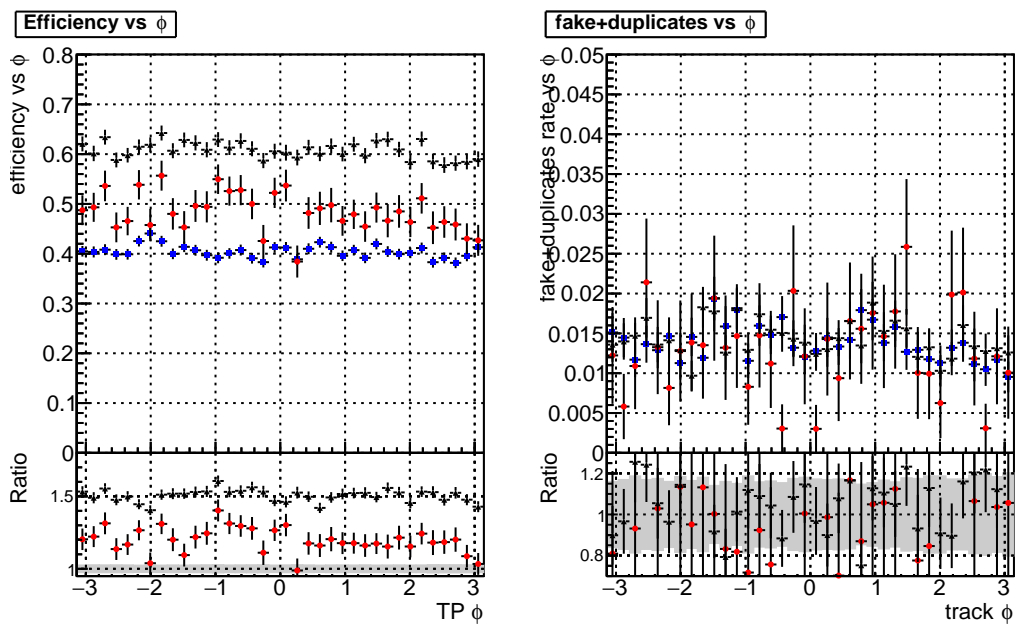 Efficiency vs ϕ
efficiency vs ϕ
0.8
0.7
0.6
0.5
0.4
0.3
0.2
0.1
0
Ratio
1.5
1
−3 −2 −1 0 1 2 3
TP ϕ
fake+duplicates vs ϕ
fake+duplicates rate vs ϕ
0.05
0.045
0.04
0.035
0.03
0.025
0.02
0.015
0.01
0.005
0
Ratio
1.2
1
0.8
−3 −2 −1 0 1 2 3
track ϕ